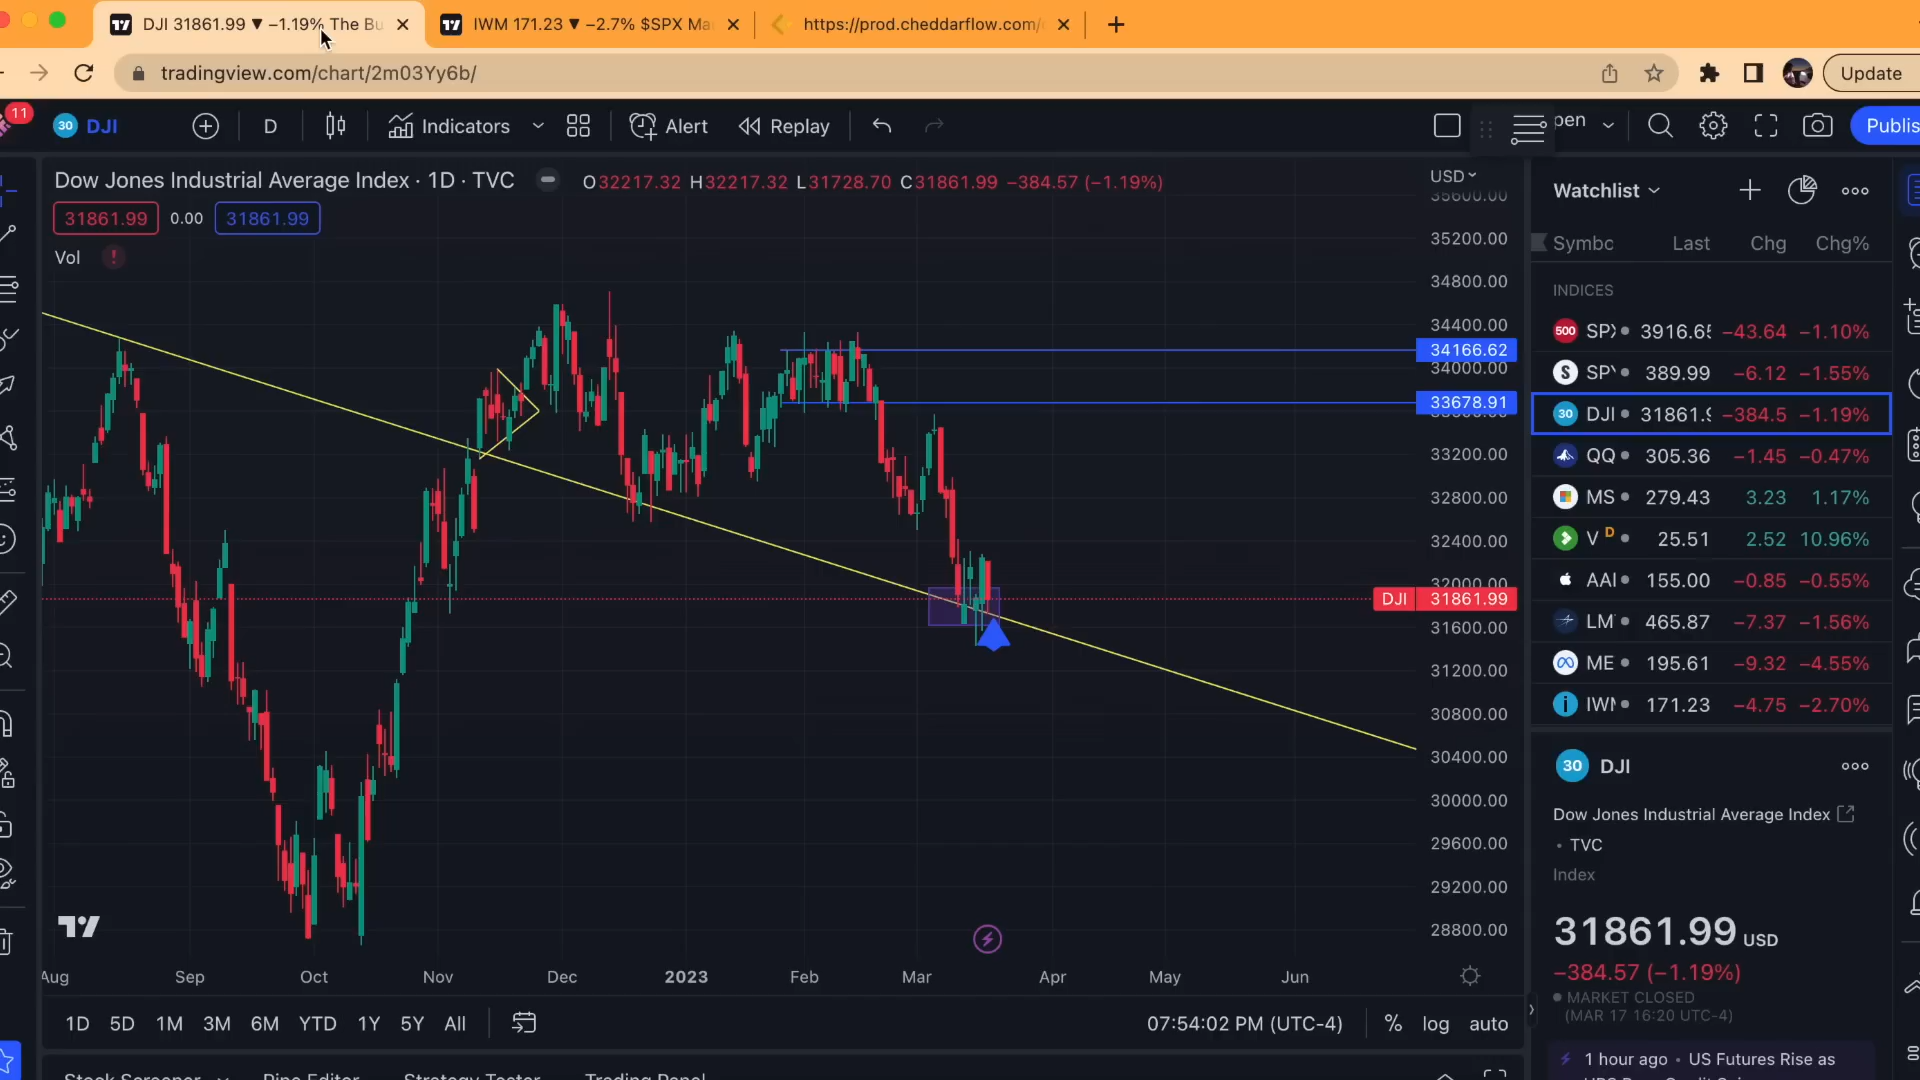 DJI 31861.99 ▼ −1.19% The Bu
IWM 171.23 ▼ −2.7% $SPX Ma
https://prod.cheddarflow.com/
tradingview.com/chart/2m03Yy6b/
Update
11
30 DJI
D
Indicators
Alert
Replay
pen
Publis
Dow Jones Industrial Average Index · 1D · TVC
O32217.32 H32217.32 L31728.70 C31861.99 −384.57 (−1.19%)
31861.99 0.00 31861.99
Vol
USD
35600.00
35200.00
34800.00
34400.00
34166.62
34000.00
33678.91
33200.00
32800.00
32400.00
32000.00
DJI 31861.99
31600.00
31200.00
30800.00
30400.00
30000.00
29600.00
29200.00
28800.00
Aug Sep Oct Nov Dec 2023 Feb Mar Apr May Jun
1D 5D 1M 3M 6M YTD 1Y 5Y All
07:54:02 PM (UTC-4) % log auto
Watchlist
Symbc Last Chg Chg%
INDICES
500 SPX 3916.65 −43.64 −1.10%
S SPY 389.99 −6.12 −1.55%
30 DJI 31861.9 −384.5 −1.19%
QQ 305.36 −1.45 −0.47%
MS 279.43 3.23 1.17%
V D 25.51 2.52 10.96%
AAI 155.00 −0.85 −0.55%
LM 465.87 −7.37 −1.56%
ME 195.61 −9.32 −4.55%
IWM 171.23 −4.75 −2.70%
30 DJI
Dow Jones Industrial Average Index
• TVC
Index
31861.99 USD
−384.57 (−1.19%)
MARKET CLOSED
(MAR 17 16:20 UTC-4)
1 hour ago • US Futures Rise as
Stock Screener Pine Editor Strategy Tester Trading Panel